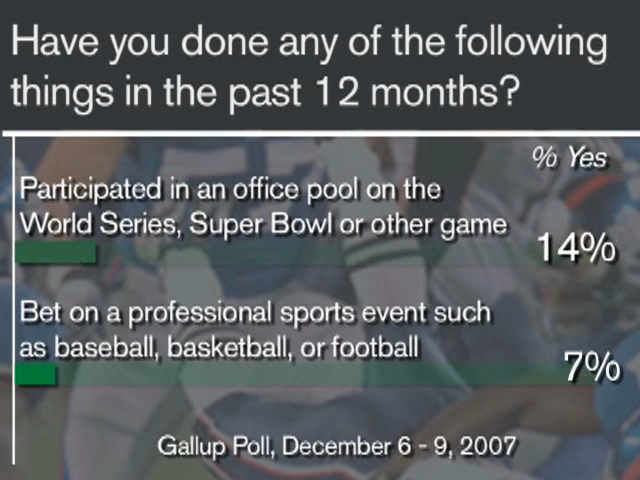 Have you done any of the following
things in the past 12 months?
% Yes
Participated in an office pool on the
World Series, Super Bowl or other game
14%
Bet on a professional sports event such
as baseball, basketball, or football
7%
Gallup Poll, December 6 - 9, 2007